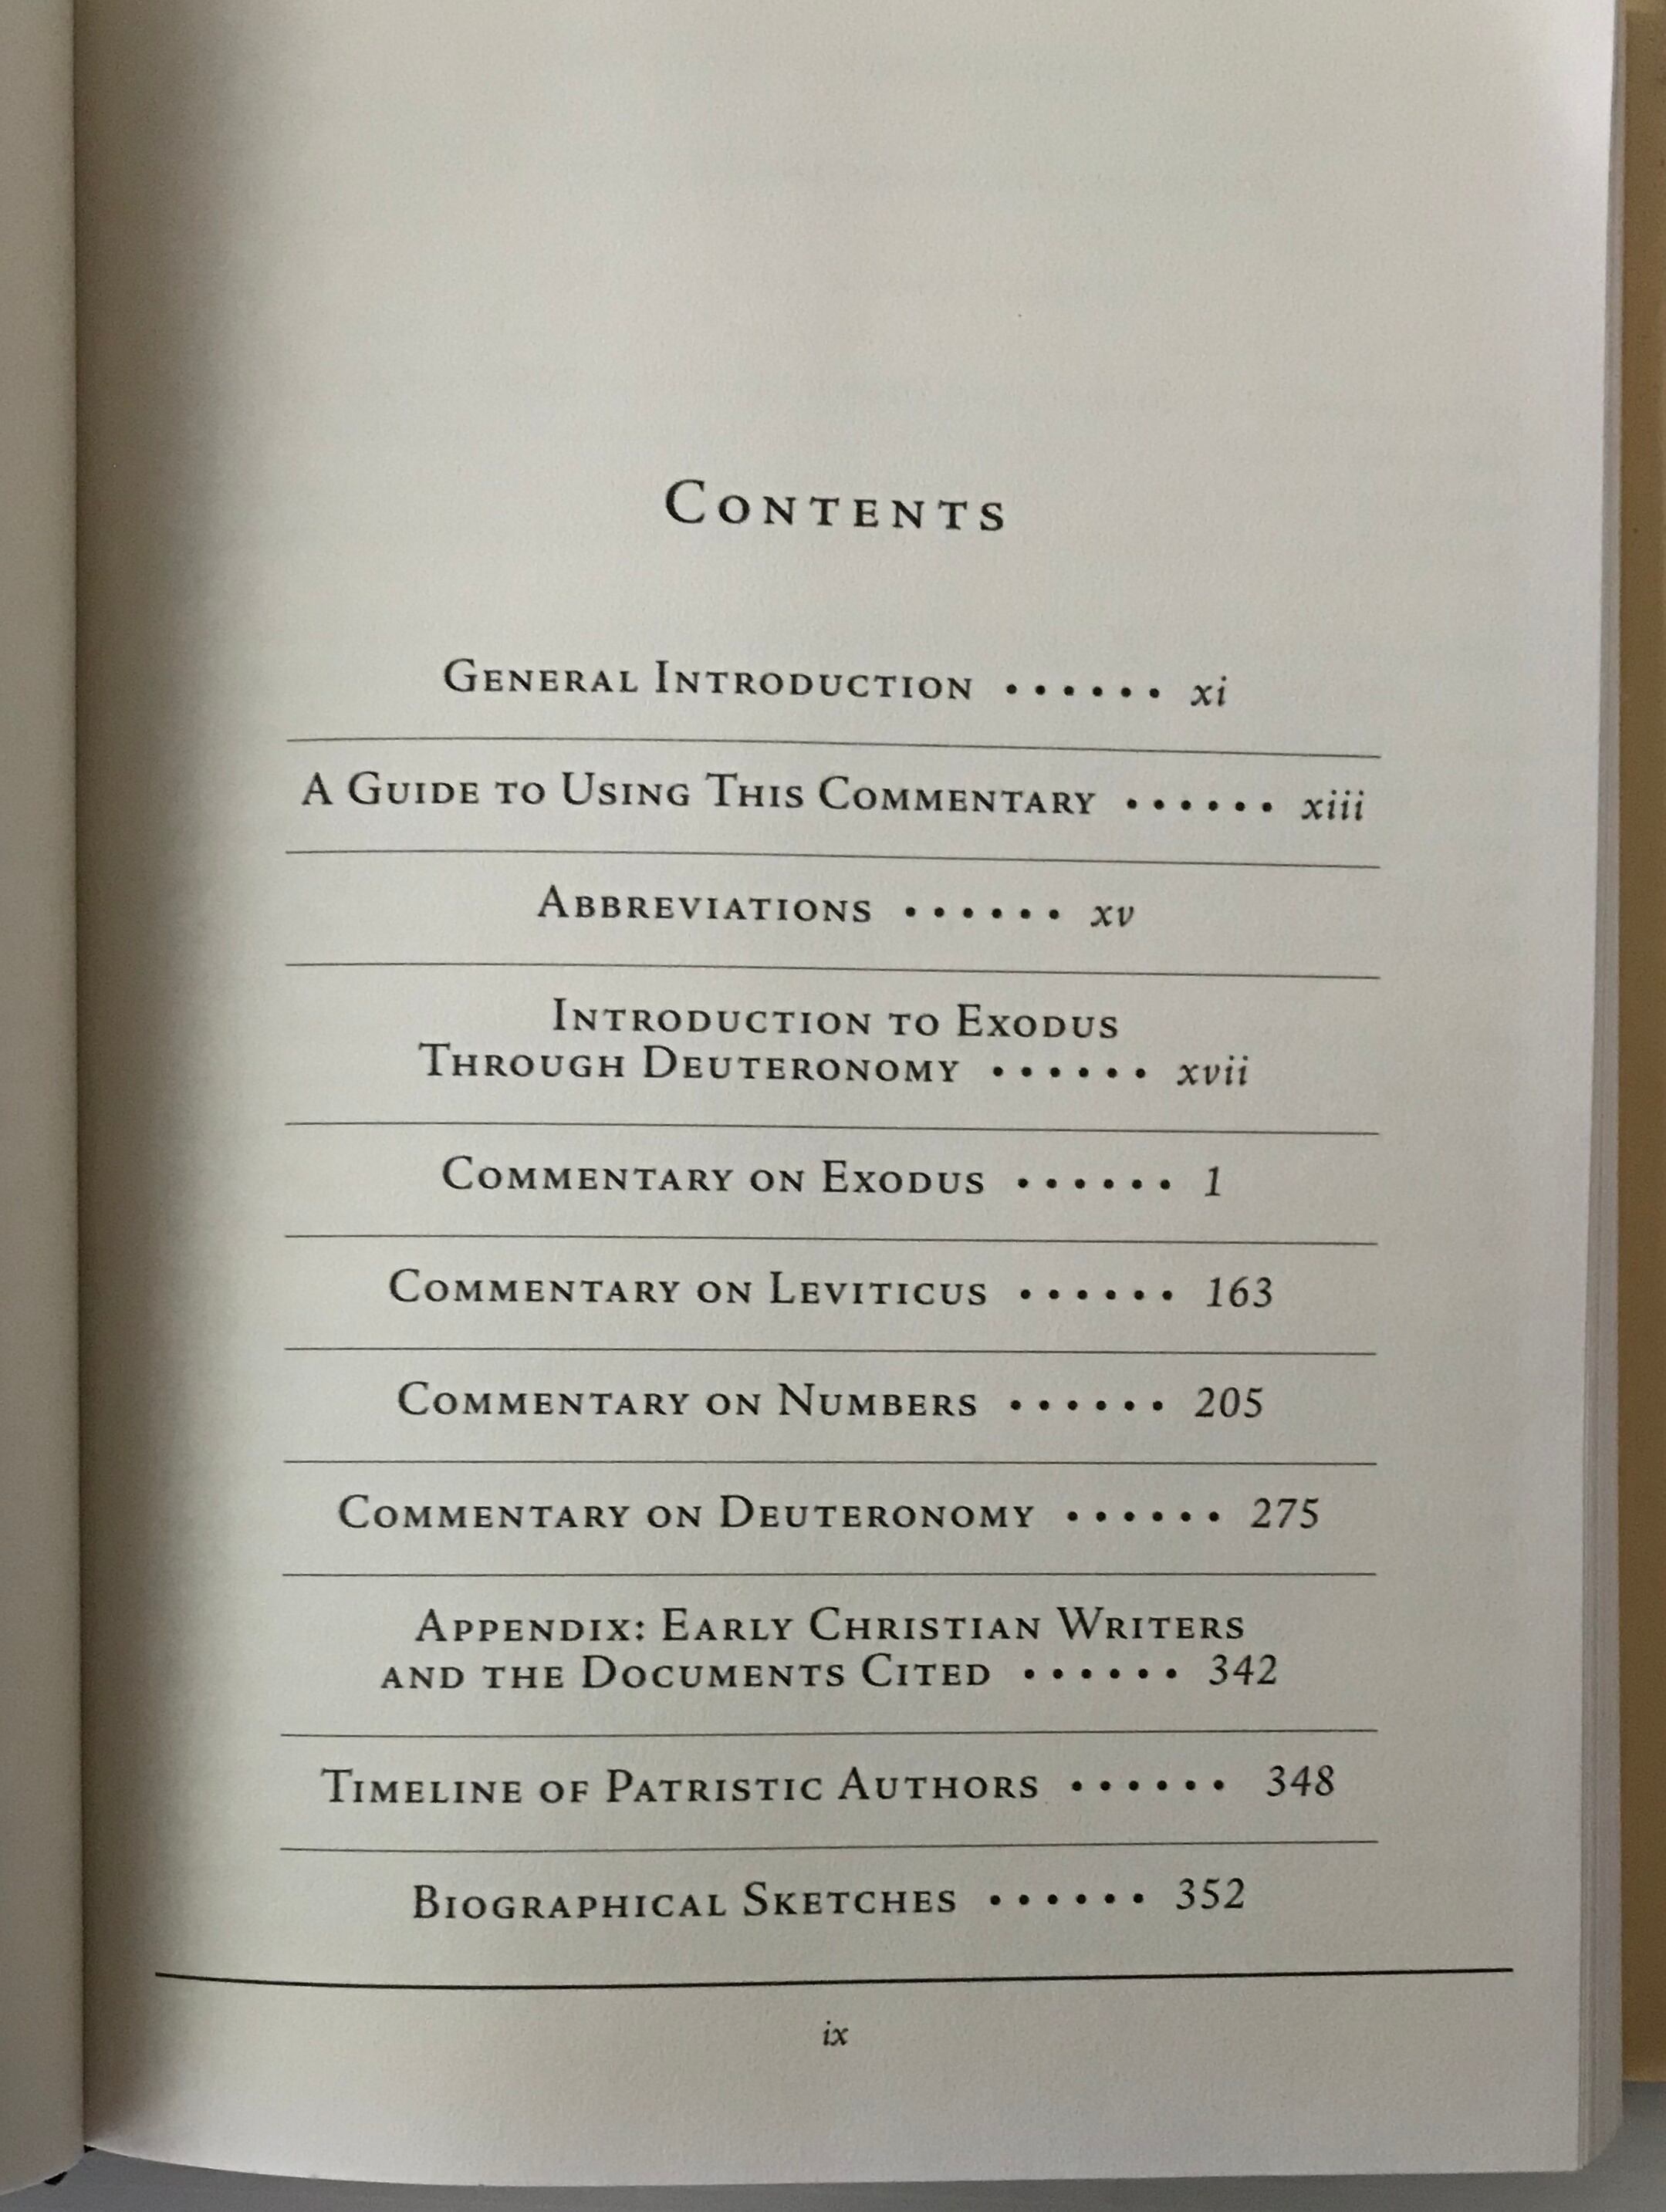 Contents
General Introduction • • • • • • xi
A Guide to Using This Commentary • • • • • • xiii
Abbreviations • • • • • • xv
Introduction to Exodus
Through Deuteronomy • • • • • • xvii
Commentary on Exodus • • • • • • 1
Commentary on Leviticus • • • • • • 163
Commentary on Numbers • • • • • • 205
Commentary on Deuteronomy • • • • • • 275
Appendix: Early Christian Writers
and the Documents Cited • • • • • • 342
Timeline of Patristic Authors • • • • • • 348
Biographical Sketches • • • • • • 352
ix